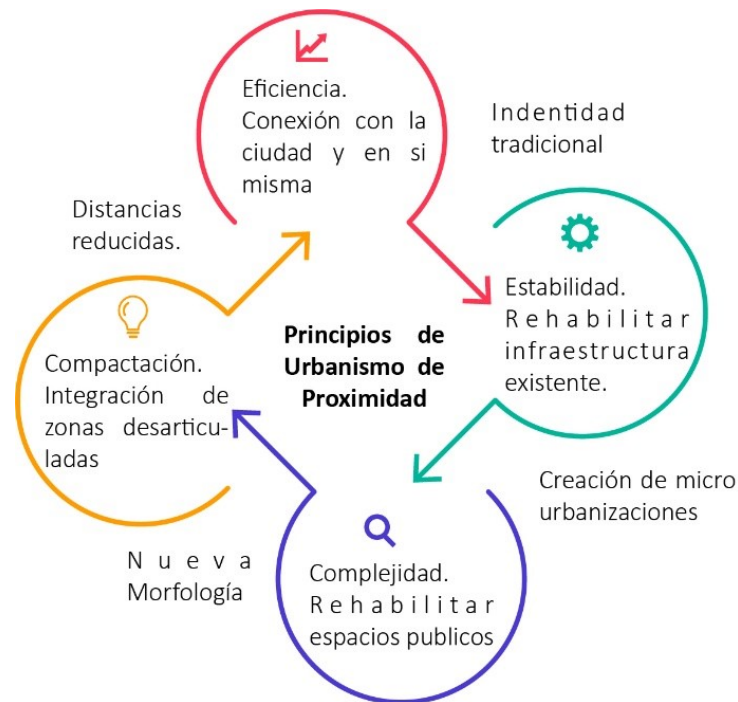 Eficiencia.
Conexión con la
ciudad y en si
misma
Indentidad
tradicional
Distancias
reducidas.
Estabilidad.
Rehabilitar
infraestructura
existente.
Principios de
Urbanismo de
Proximidad
Compactación.
Integración de
zonas desarticu-
ladas
Creación de micro
urbanizaciones
Nueva
Morfología
Complejidad.
Rehabilitar
espacios publicos